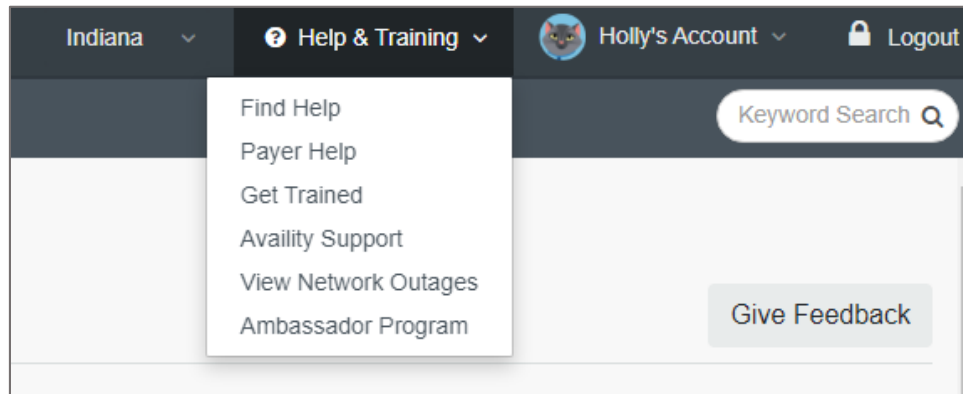 Indiana
Help & Training
Holly's Account
Logout
Keyword Search
Find Help
Payer Help
Get Trained
Availity Support
View Network Outages
Ambassador Program
Give Feedback